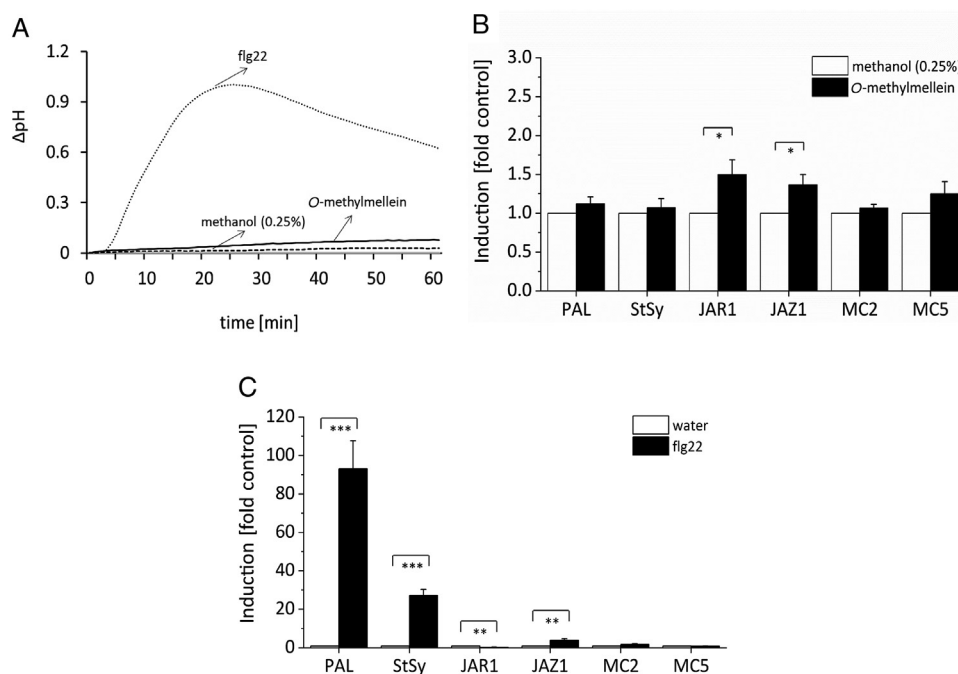 A
1.2
0.9
0.6
0.3
0
ΔpH
flg22
methanol (0.25%)
O-methylmellein
0 10 20 30 40 50 60
time [min]
B
3.0
2.5
2.0
1.5
1.0
0.5
0.0
Induction [fold control]
methanol (0.25%)
O-methylmellein
* *
PAL StSy JAR1 JAZ1 MC2 MC5
C
120
100
80
60
40
20
0
Induction [fold control]
water
flg22
***
***
** **
PAL StSy JAR1 JAZ1 MC2 MC5